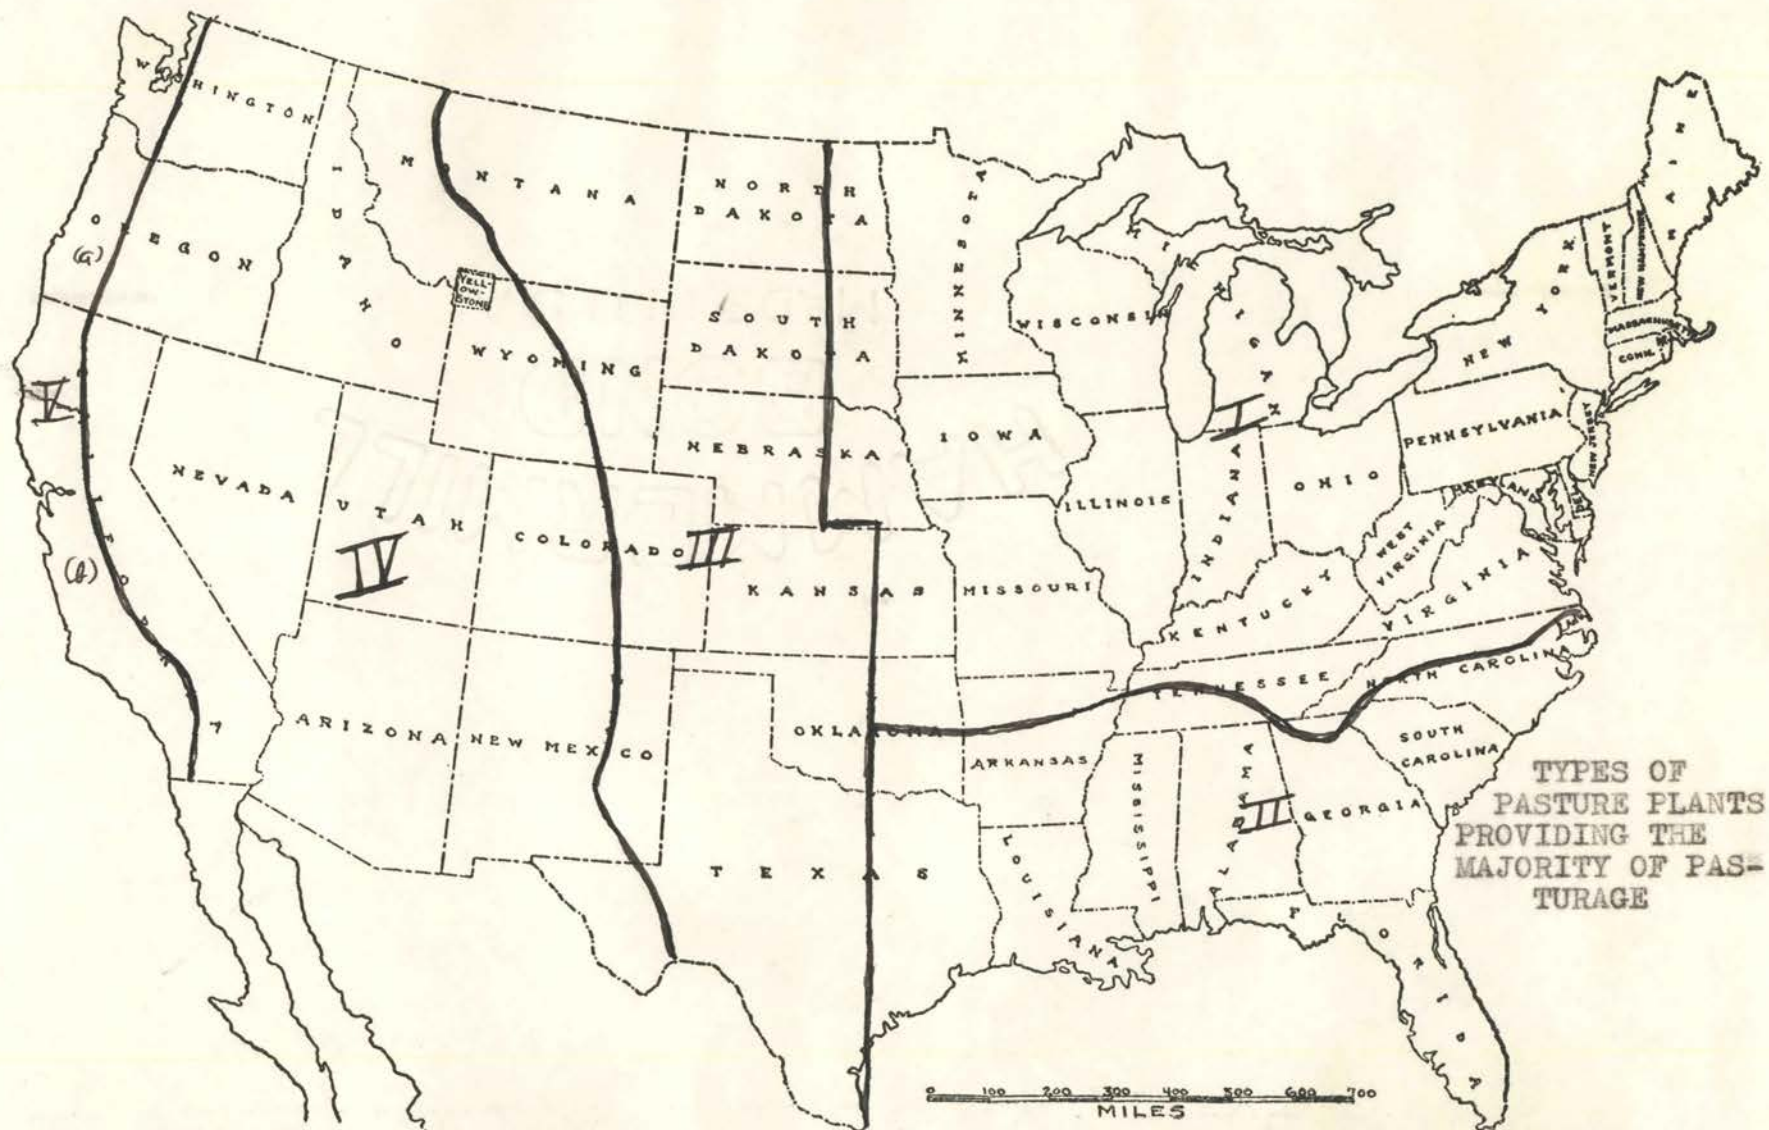 WASHINGTON
OREGON
(a)
IDAHO
MONTANA
YELL-
OW-
STONE
NORTH
DAKOTA
SOUTH
DAKOTA
WYOMING
NEBRASKA
MINNESOTA
WISCONSIN
MICHIGAN
I
IOWA
ILLINOIS
INDIANA
OHIO
PENNSYLVANIA
NEW YORK
VERMONT
NEW HAMPSHIRE
MAINE
MASSACHUSETTS
CONN.
NEW JERSEY
MARYLAND
DEL.
WEST
VIRGINIA
VIRGINIA
V
CALIFORNIA
NEVADA
UTAH
IV
COLORADO
III
KANSAS
MISSOURI
KENTUCKY
TENNESSEE
NORTH CAROLINA
ARIZONA
NEW MEXICO
OKLAHOMA
ARKANSAS
MISSISSIPPI
ALABAMA
II
GEORGIA
SOUTH
CAROLINA
TEXAS
LOUISIANA
FLORIDA
TYPES OF
PASTURE PLANTS
PROVIDING THE
MAJORITY OF PAS-
TURAGE
0 100 200 300 400 500 600 700
MILES